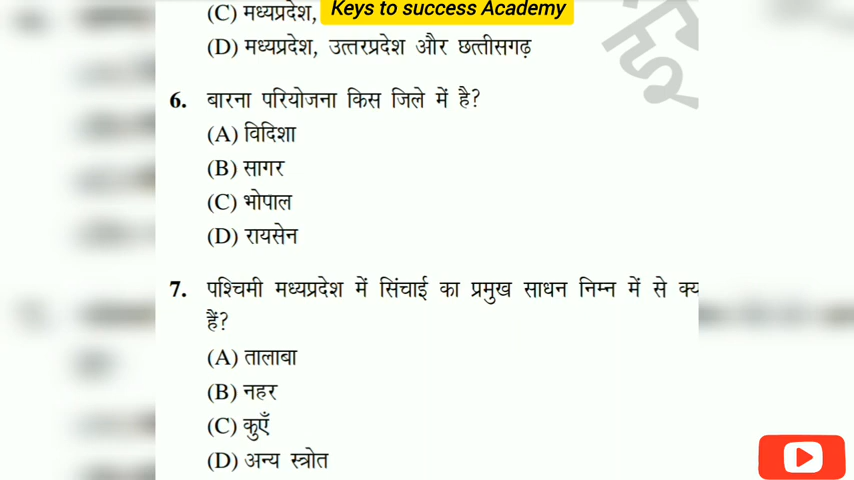 Keys to success Academy
(C) मध्यप्रदेश,
(D) मध्यप्रदेश, उत्तरप्रदेश और छत्तीसगढ़
6. बारना परियोजना किस जिले में है?
(A) विदिशा
(B) सागर
(C) भोपाल
(D) रायसेन
7. पश्चिमी मध्यप्रदेश में सिंचाई का प्रमुख साधन निम्न में से
हैं?
(A) तालाबा
(B) नहर
(C) कुएँ
(D) अन्य स्त्रोत